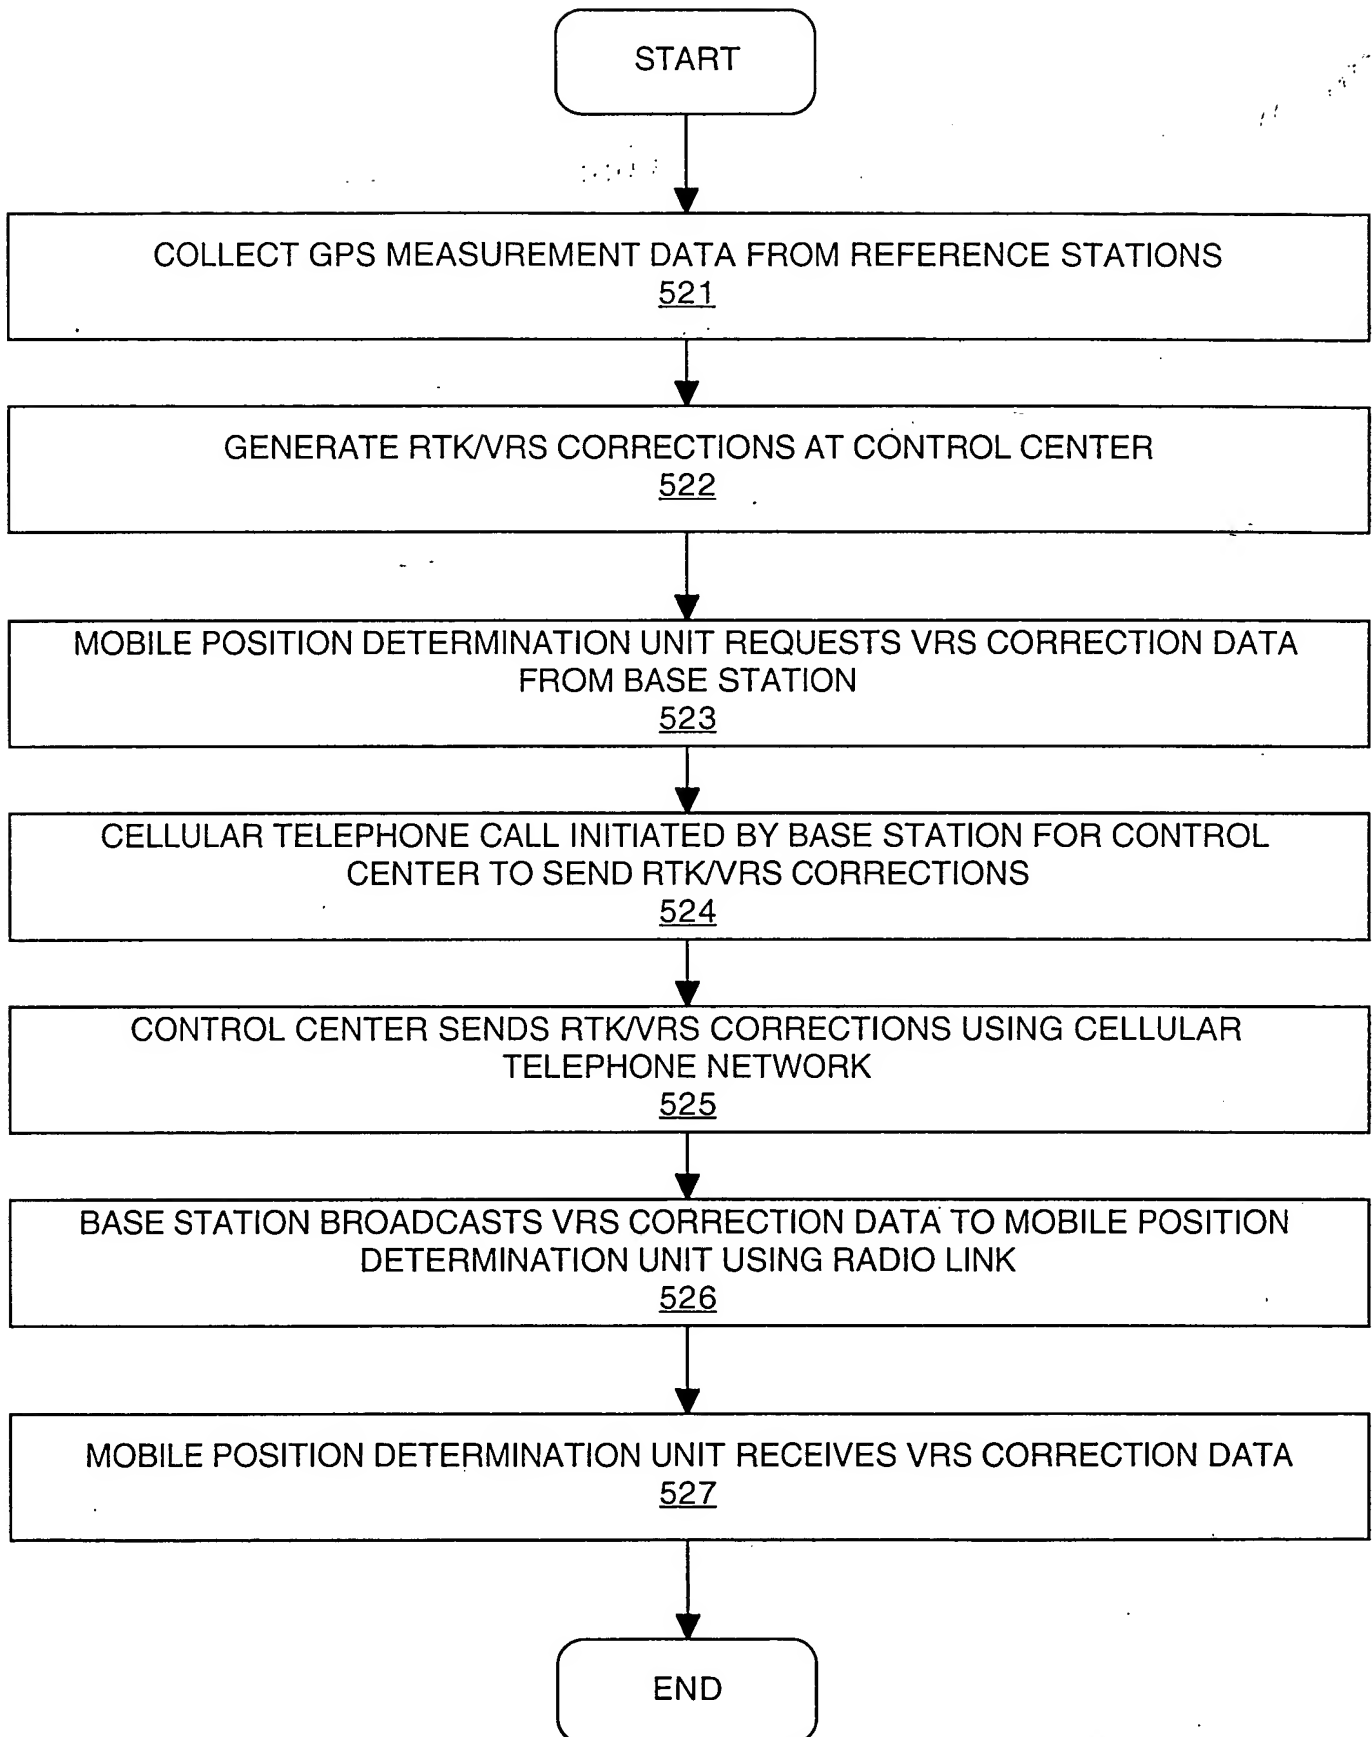 START
COLLECT GPS MEASUREMENT DATA FROM REFERENCE STATIONS
521
GENERATE RTK/VRS CORRECTIONS AT CONTROL CENTER
522
MOBILE POSITION DETERMINATION UNIT REQUESTS VRS CORRECTION DATA
FROM BASE STATION
523
CELLULAR TELEPHONE CALL INITIATED BY BASE STATION FOR CONTROL
CENTER TO SEND RTK/VRS CORRECTIONS
524
CONTROL CENTER SENDS RTK/VRS CORRECTIONS USING CELLULAR
TELEPHONE NETWORK
525
BASE STATION BROADCASTS VRS CORRECTION DATA TO MOBILE POSITION
DETERMINATION UNIT USING RADIO LINK
526
MOBILE POSITION DETERMINATION UNIT RECEIVES VRS CORRECTION DATA
527
END